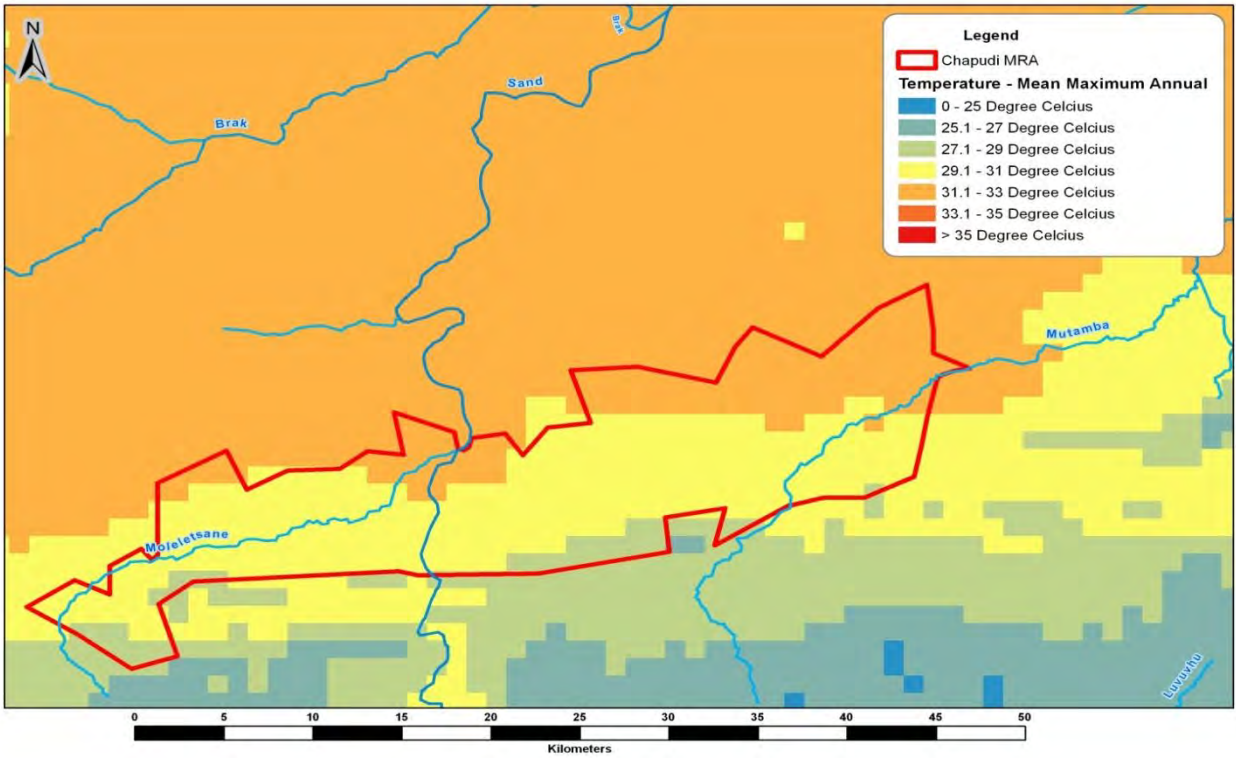 N
Brak
Sand
Brak
Legend
Chapudi MRA
Temperature - Mean Maximum Annual
0 - 25 Degree Celcius
25.1 - 27 Degree Celcius
27.1 - 29 Degree Celcius
29.1 - 31 Degree Celcius
31.1 - 33 Degree Celcius
33.1 - 35 Degree Celcius
> 35 Degree Celcius
Mutamba
Moleletsane
Luvuvhu
0 5 10 15 20 25 30 35 40 45 50
Kilometers